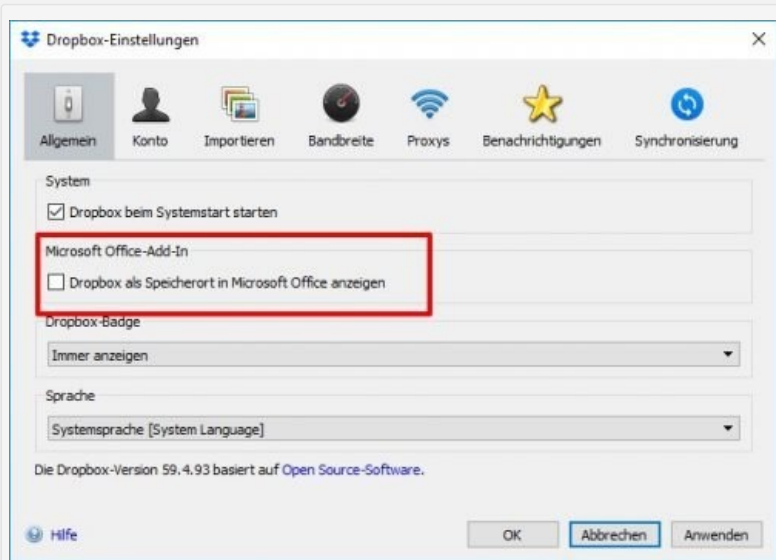 Dropbox-Einstellungen
Allgemein
Konto
Importieren
Bandbreite
Proxys
Benachrichtigungen
Synchronisierung
System
Dropbox beim Systemstart starten
Microsoft Office-Add-In
Dropbox als Speicherort in Microsoft Office anzeigen
Dropbox-Badge
Immer anzeigen
Sprache
Systemsprache [System Language]
Die Dropbox-Version 59.4.93 basiert auf Open Source-Software.
Hilfe
OK
Abbrechen
Anwenden